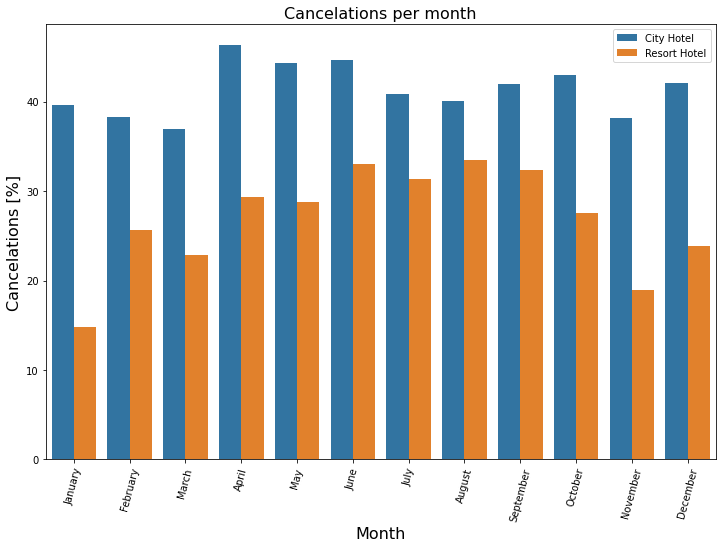 Cancelations per month
City Hotel
Resort Hotel
Cancelations [%]
40
30
20
10
0
January
February
March
April
May
June
July
August
September
October
November
December
Month